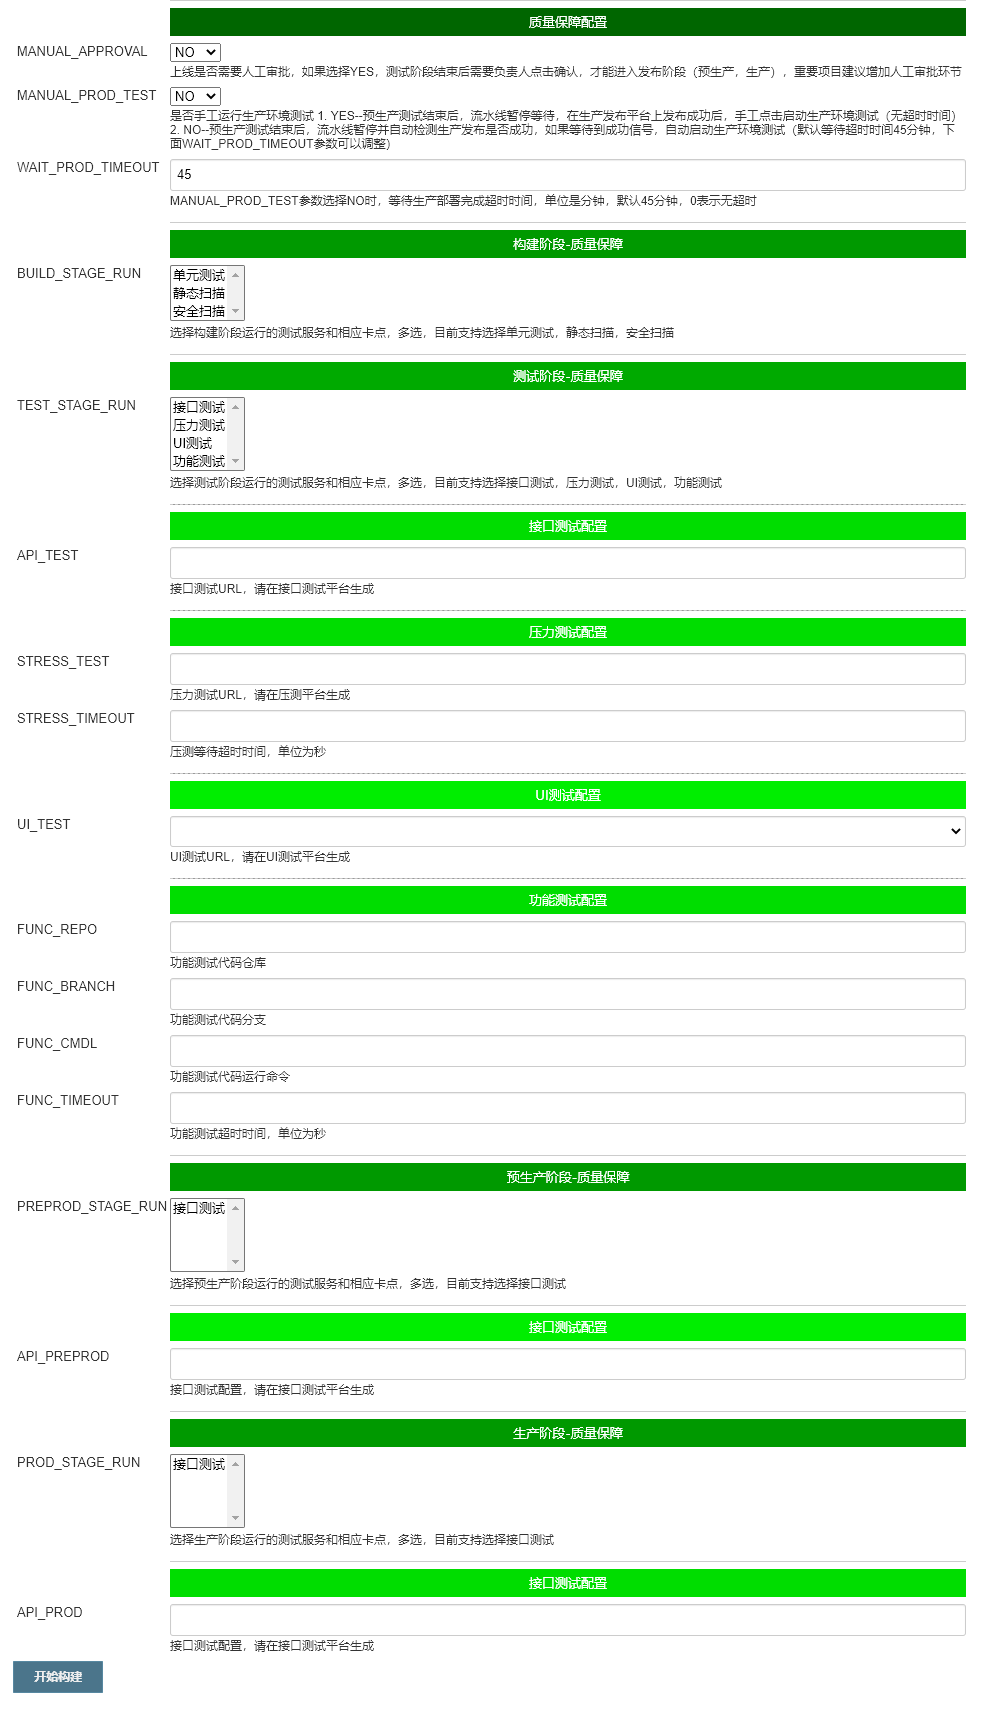 质量保障配置
MANUAL_APPROVAL
NO
上线是否需要人工审批，如果选择YES，测试阶段结束后需要负责人点击确认，才能进入发布阶段（预生产，生产），重要项目建议增加人工审批环节
MANUAL_PROD_TEST
NO
是否手工运行生产环境测试 1. YES--预生产测试结束后，流水线暂停等待，在生产发布平台上发布成功后，手工点击启动生产环境测试（无超时时间）
2. NO--预生产测试结束后，流水线暂停并自动检测生产发布是否成功，如果等待到成功信号，自动启动生产环境测试（默认等待超时时间45分钟，下
面WAIT_PROD_TIMEOUT参数可以调整）
WAIT_PROD_TIMEOUT
45
MANUAL_PROD_TEST参数选择NO时，等待生产部署完成超时时间，单位是分钟，默认45分钟，0表示无超时
构建阶段-质量保障
BUILD_STAGE_RUN
单元测试
静态扫描
安全扫描
选择构建阶段运行的测试服务和相应卡点，多选，目前支持选择单元测试，静态扫描，安全扫描
测试阶段-质量保障
TEST_STAGE_RUN
接口测试
压力测试
UI测试
功能测试
选择测试阶段运行的测试服务和相应卡点，多选，目前支持选择接口测试，压力测试，UI测试，功能测试
接口测试配置
API_TEST
接口测试URL，请在接口测试平台生成
压力测试配置
STRESS_TEST
压力测试URL，请在压测平台生成
STRESS_TIMEOUT
压测等待超时时间，单位为秒
UI测试配置
UI_TEST
UI测试URL，请在UI测试平台生成
功能测试配置
FUNC_REPO
功能测试代码仓库
FUNC_BRANCH
功能测试代码分支
FUNC_CMDL
功能测试代码运行命令
FUNC_TIMEOUT
功能测试超时时间，单位为秒
预生产阶段-质量保障
PREPROD_STAGE_RUN
接口测试
选择预生产阶段运行的测试服务和相应卡点，多选，目前支持选择接口测试
接口测试配置
API_PREPROD
接口测试配置，请在接口测试平台生成
生产阶段-质量保障
PROD_STAGE_RUN
接口测试
选择生产阶段运行的测试服务和相应卡点，多选，目前支持选择接口测试
接口测试配置
API_PROD
接口测试配置，请在接口测试平台生成
开始构建